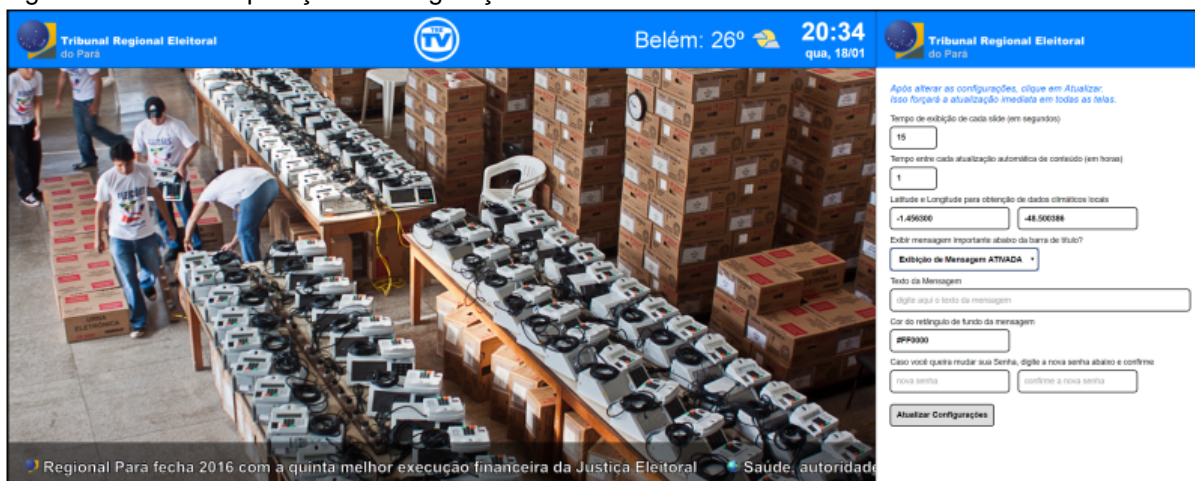 Tribunal Regional Eleitoral
do Pará
TRE
TV
Belém: 26º
20:34
qua, 18/01
URNA
ELETRÔNICA
Regional Para fecha 2016 com a quinta melhor execução financeira da Justiça Eleitoral
Saúde, autoridade
Tribunal Regional Eleitoral
do Pará
Após alterar as configurações, clique em Atualizar.
Isso forçará a atualização imediata em todas as telas.
Tempo de exibição de cada slide (em segundos)
15
Tempo entre cada atualização automática de conteúdo (em horas)
1
Latitude e Longitude para obtenção de dados climáticos locais
-1.456300 -48.500386
Exibir mensagem importante abaixo da barra de título?
Exibição de Mensagem ATIVADA
Texto da Mensagem
digite aqui o texto da mensagem
Cor do retângulo de fundo da mensagem
#FF0000
Caso você queira mudar sua Senha, digite a nova senha abaixo e confirme
nova senha confirme a nova senha
Atualizar Configurações